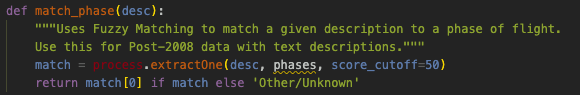 def match_phase(desc):
    """Uses Fuzzy Matching to match a given description to a phase of flight.
    Use this for Post-2008 data with text descriptions."""
    match = process.extractOne(desc, phases, score_cutoff=50)
    return match[0] if match else 'Other/Unknown'